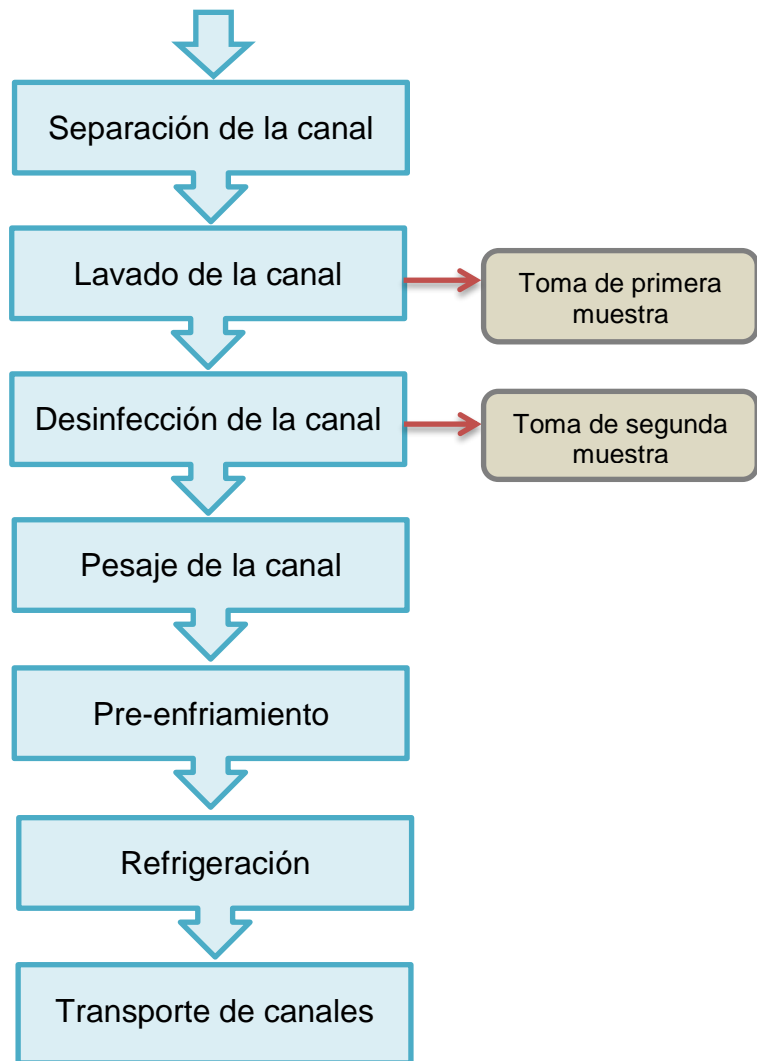 Separación de la canal
Lavado de la canal
Toma de primera
muestra
Desinfección de la canal
Toma de segunda
muestra
Pesaje de la canal
Pre-enfriamiento
Refrigeración
Transporte de canales